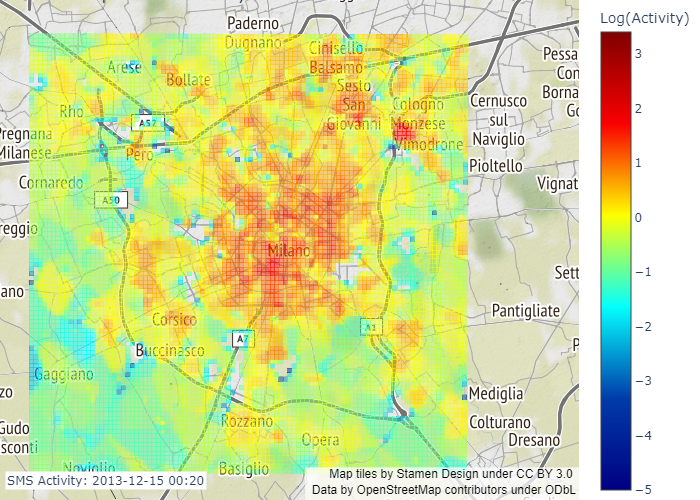 Paderno
Dugnano
Cinisello
Balsamo
Arese
Bollate
Sesto
San
Giovanni
Rho
Cologno
Monzese
Cernusco
sul
Naviglio
Pessa
Con
Borna
Go
A52
Pregnana
Milanese
Pero
Vimodrone
Pioltello
Cornaredo
Vignat
A50
reggio
Milano
Sett
ano
Corsico
A1
Pantigliate
A7
Buccinasco
P
Gaggiano
zo
Mediglia
Rozzano
Colturano
Gudo
sconti
Opera
Dresano
Noviglio
Basiglio
SMS Activity: 2013-12-15 00:20
Map tiles by Stamen Design under CC BY 3.0
Data by OpenStreetMap contributors under ODbL
Log(Activity)
3
2
1
0
−1
−2
−3
−4
−5